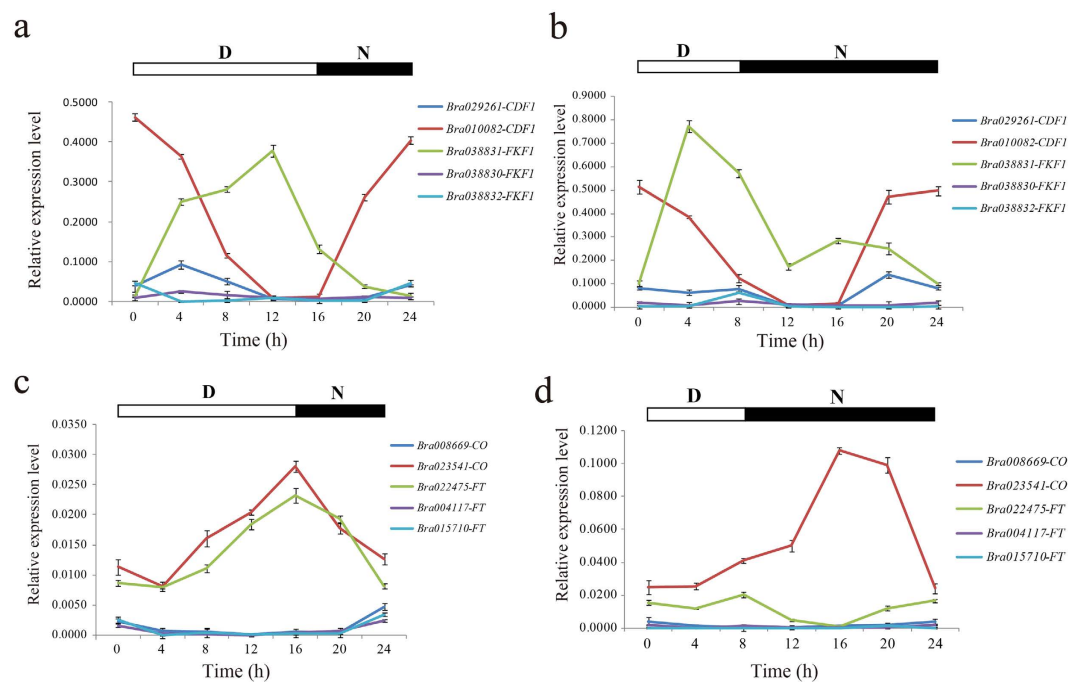 a
D N
Relative expression level
0.5000
0.4000
0.3000
0.2000
0.1000
0.0000
0 4 8 12 16 20 24
Time (h)
Bra029261-CDF1
Bra010082-CDF1
Bra038831-FKF1
Bra038830-FKF1
Bra038832-FKF1
b
D N
Relative expression level
0.9000
0.8000
0.7000
0.6000
0.5000
0.4000
0.3000
0.2000
0.1000
0.0000
0 4 8 12 16 20 24
Time (h)
Bra029261-CDF1
Bra010082-CDF1
Bra038831-FKF1
Bra038830-FKF1
Bra038832-FKF1
c
D N
Relative expression level
0.0350
0.0300
0.0250
0.0200
0.0150
0.0100
0.0050
0.0000
0 4 8 12 16 20 24
Time (h)
Bra008669-CO
Bra023541-CO
Bra022475-FT
Bra004117-FT
Bra015710-FT
d
D N
Relative expression level
0.1200
0.1000
0.0800
0.0600
0.0400
0.0200
0.0000
0 4 8 12 16 20 24
Time (h)
Bra008669-CO
Bra023541-CO
Bra022475-FT
Bra004117-FT
Bra015710-FT